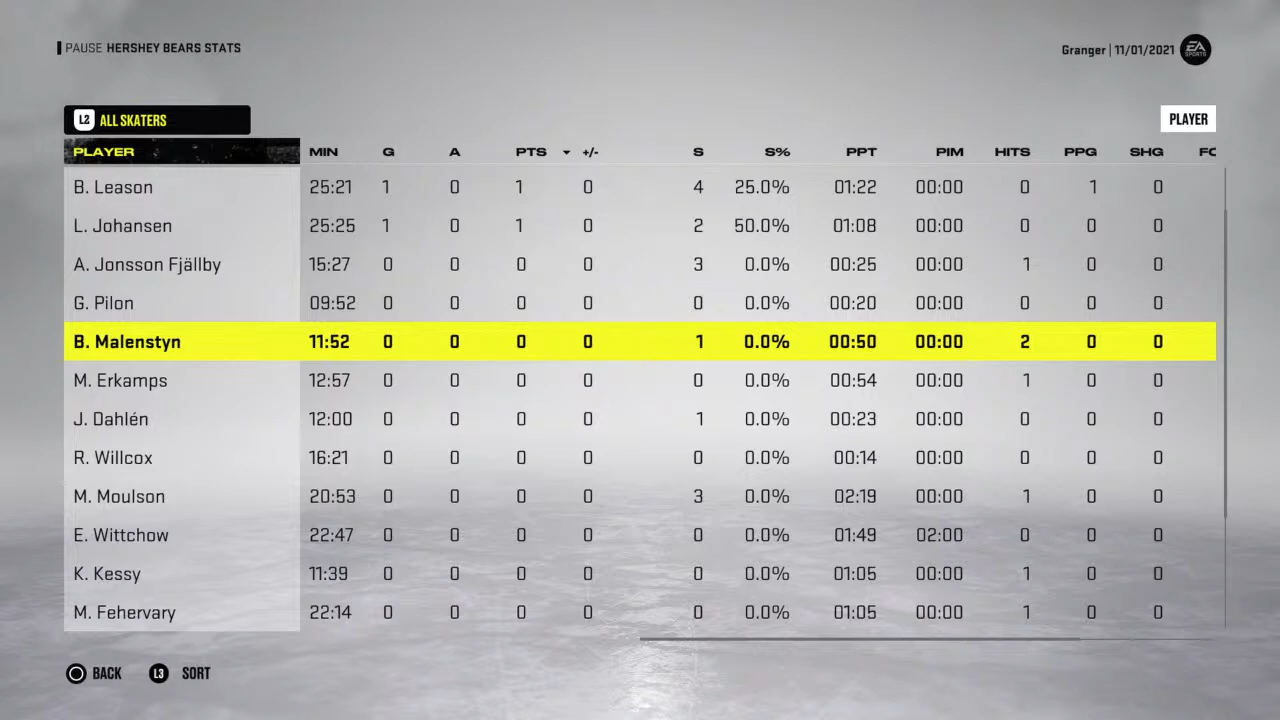 PAUSE HERSHEY BEARS STATS
Granger | 11/01/2021 EA SPORTS
L2 ALL SKATERS
PLAYER
PLAYER MIN G A PTS +/- S S% PPT PIM HITS PPG SHG FC
B. Leason 25:21 1 0 1 0 4 25.0% 01:22 00:00 0 1 0
L. Johansen 25:25 1 0 1 0 2 50.0% 01:08 00:00 0 0 0
A. Jonsson Fjällby 15:27 0 0 0 0 3 0.0% 00:25 00:00 1 0 0
G. Pilon 09:52 0 0 0 0 0 0.0% 00:20 00:00 0 0 0
B. Malenstyn 11:52 0 0 0 0 1 0.0% 00:50 00:00 2 0 0
M. Erkamps 12:57 0 0 0 0 0 0.0% 00:54 00:00 1 0 0
J. Dahlén 12:00 0 0 0 0 1 0.0% 00:23 00:00 0 0 0
R. Willcox 16:21 0 0 0 0 0 0.0% 00:14 00:00 0 0 0
M. Moulson 20:53 0 0 0 0 3 0.0% 02:19 00:00 1 0 0
E. Wittchow 22:47 0 0 0 0 0 0.0% 01:49 02:00 0 0 0
K. Kessy 11:39 0 0 0 0 0 0.0% 01:05 00:00 1 0 0
M. Fehervary 22:14 0 0 0 0 0 0.0% 01:05 00:00 1 0 0
BACK L3 SORT